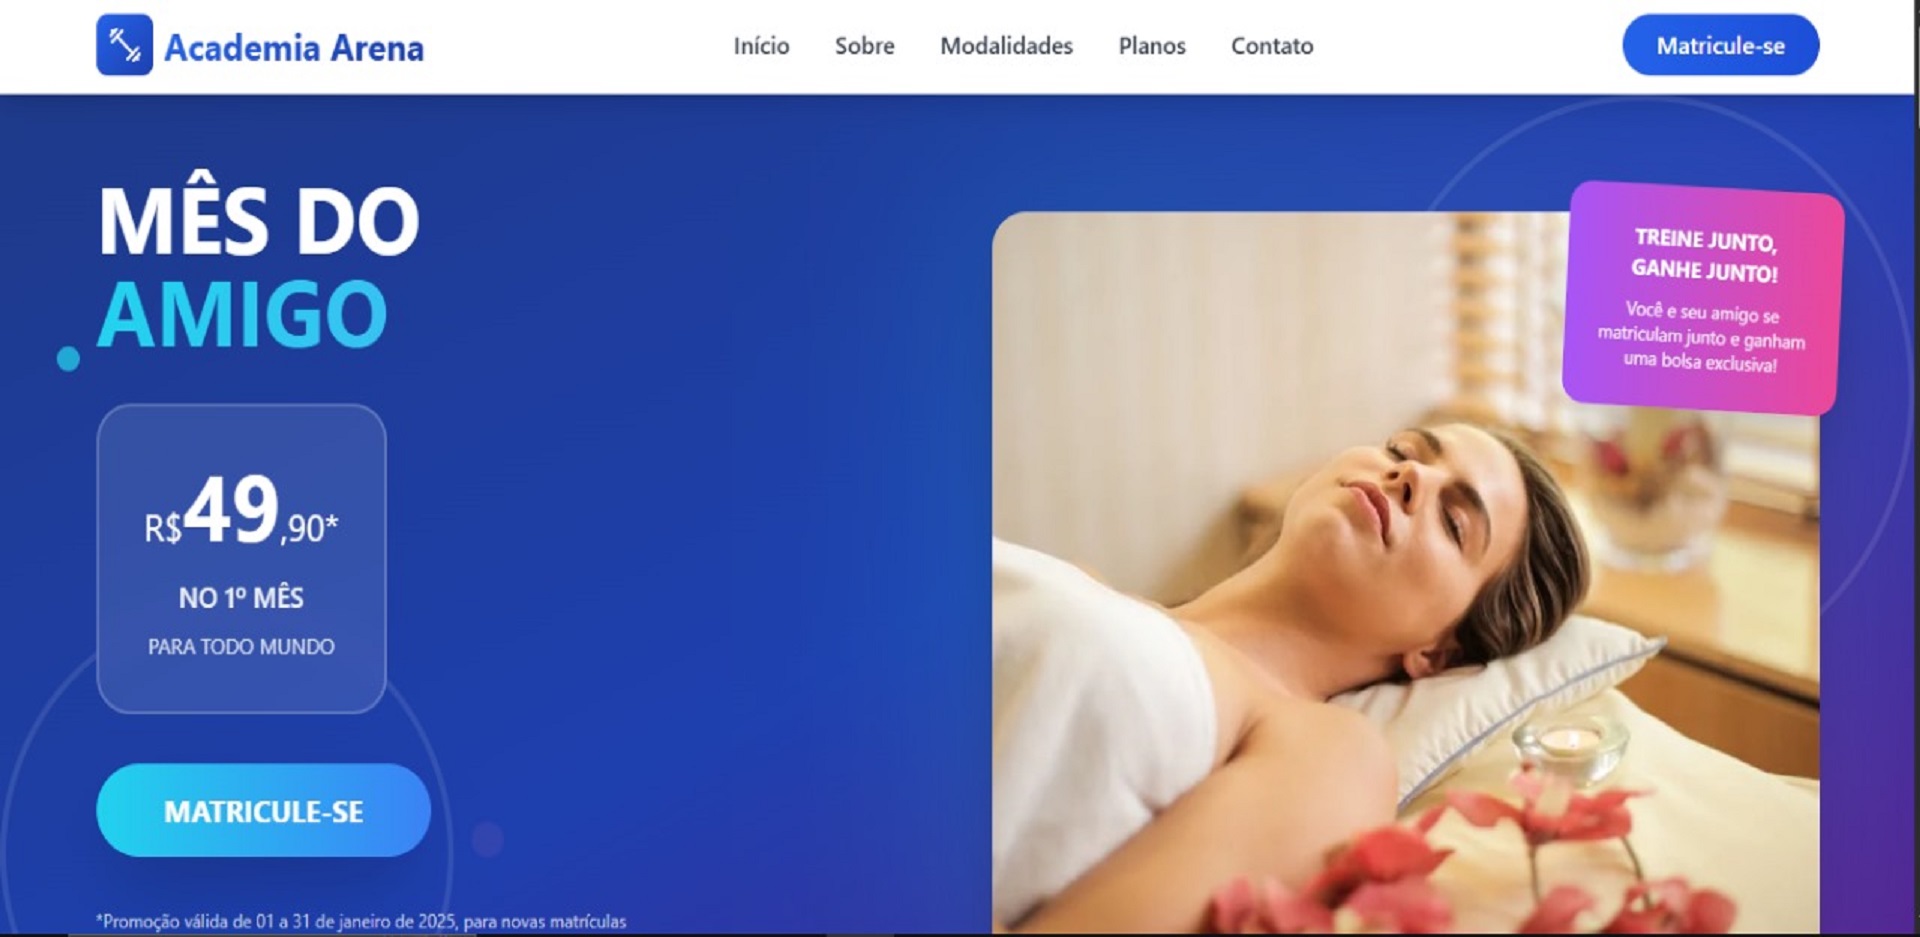 Academia Arena
Início
Sobre
Modalidades
Planos
Contato
Matricule-se
MÊS DO
AMIGO
R$49,90*
NO 1º MÊS
PARA TODO MUNDO
MATRICULE-SE
*Promoção válida de 01 a 31 de janeiro de 2025, para novas matrículas
TREINE JUNTO,
GANHE JUNTO!
Você e seu amigo se
matriculam junto e ganham
uma bolsa exclusiva!